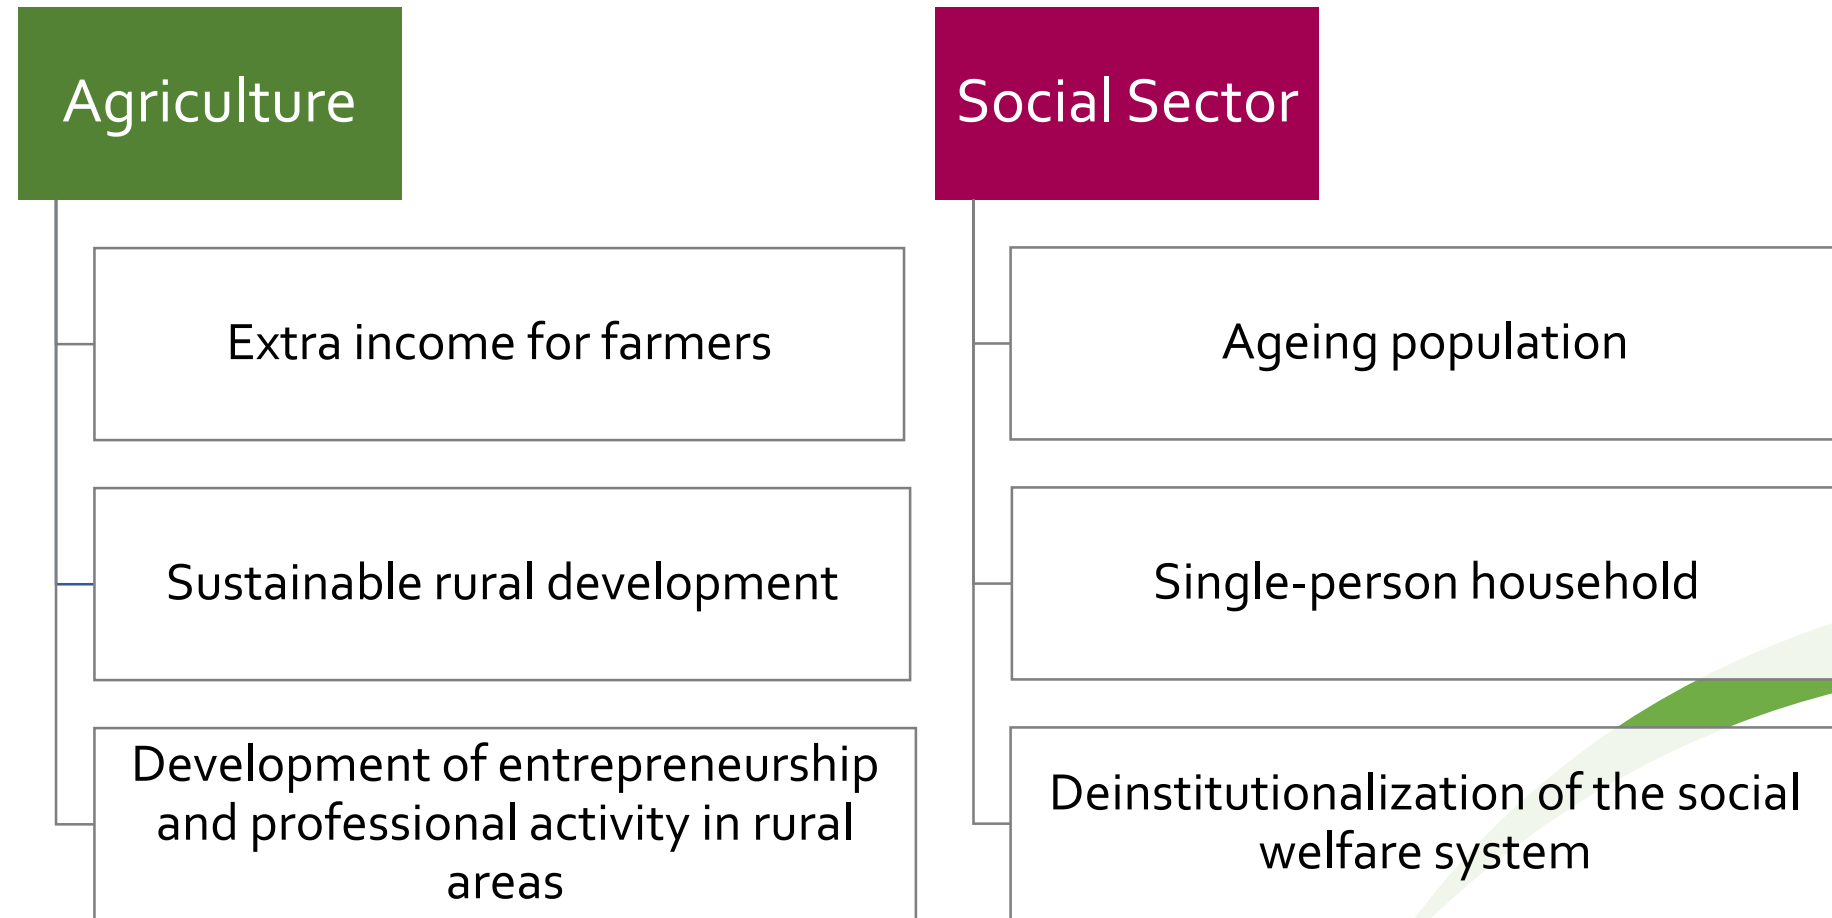 Agriculture
Extra income for farmers
Sustainable rural development
Development of entrepreneurship
and professional activity in rural
areas
Social Sector
Ageing population
Single-person household
Deinstitutionalization of the social
welfare system